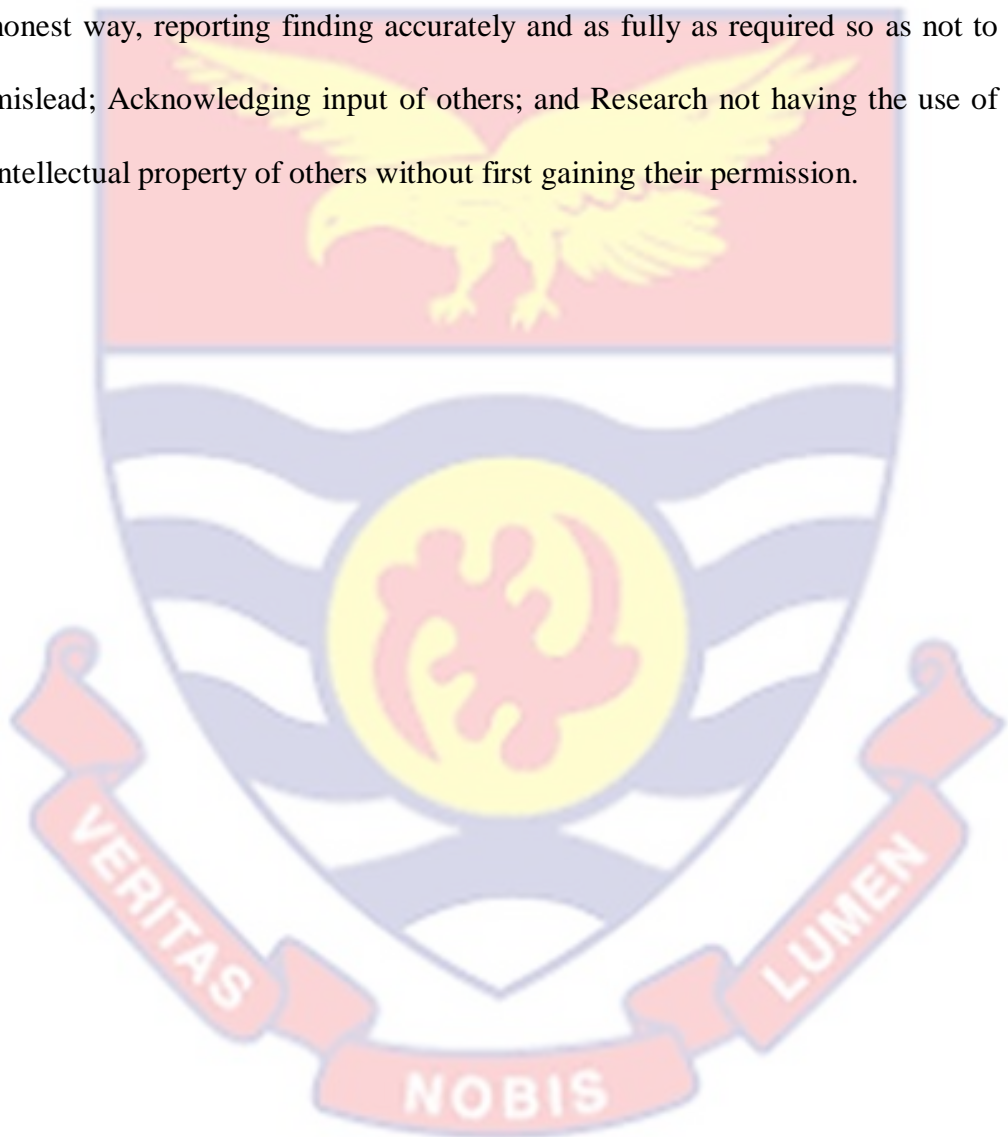 honest way, reporting finding accurately and as fully as required so as not to
mislead; Acknowledging input of others; and Research not having the use of
intellectual property of others without first gaining their permission.
VERITAS
NOBIS
LUMEN